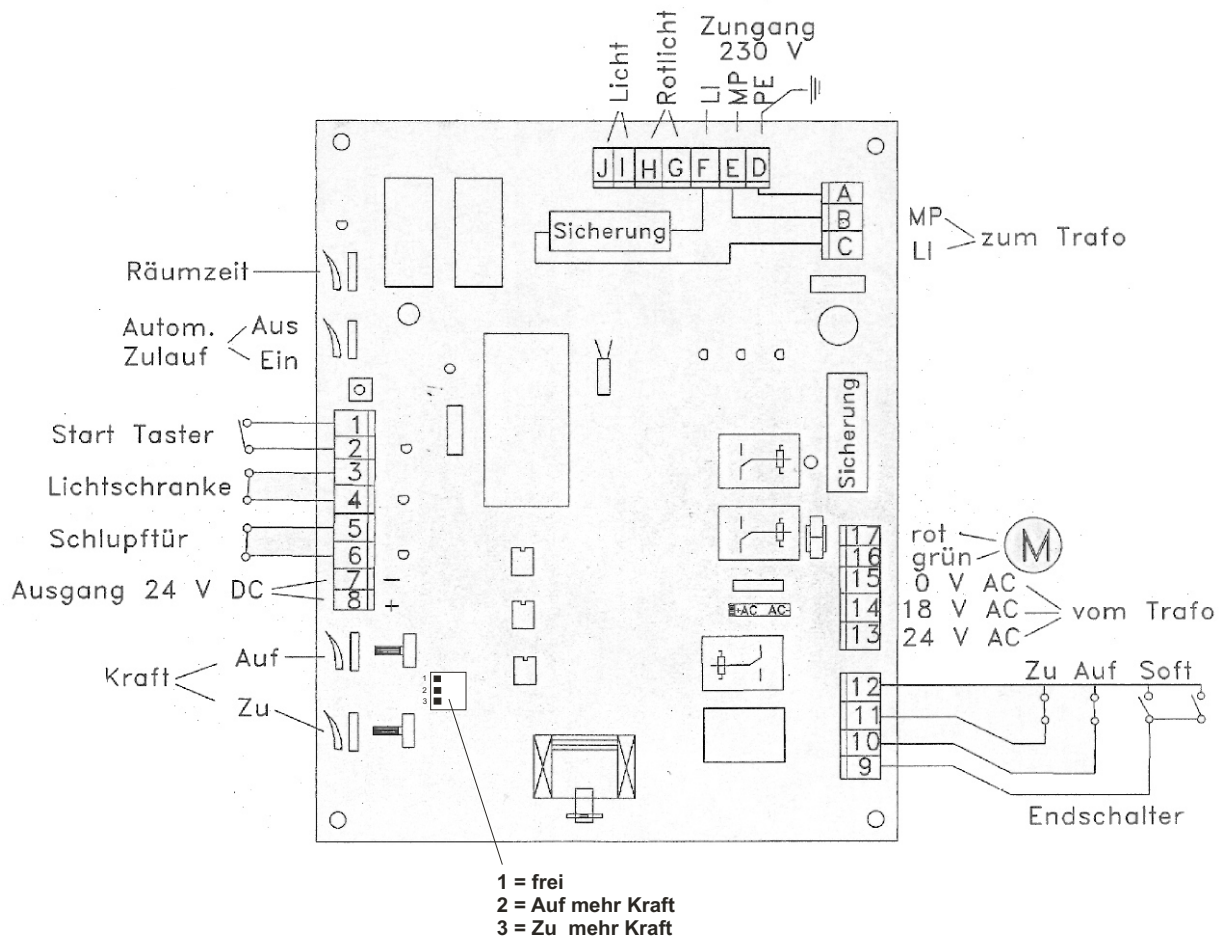 Licht
Rotlicht
Zungang
230 V
LI
MP
PE
J I H G F E D
A
B
C
Sicherung
MP
LI
zum Trafo
Räumzeit
Autom.
Zulauf
Aus
Ein
Sicherung
Start Taster
1
2
Lichtschranke
3
4
Schlupftür
5
6
Ausgang 24 V DC
7 −
8 +
17 rot
16 grün
M
15 0 V AC
14 18 V AC
13 24 V AC
vom Trafo
+AC AC-
Kraft
Auf
Zu
1
2
3
Zu Auf Soft
12
11
10
9
Endschalter
1 = frei
2 = Auf mehr Kraft
3 = Zu mehr Kraft